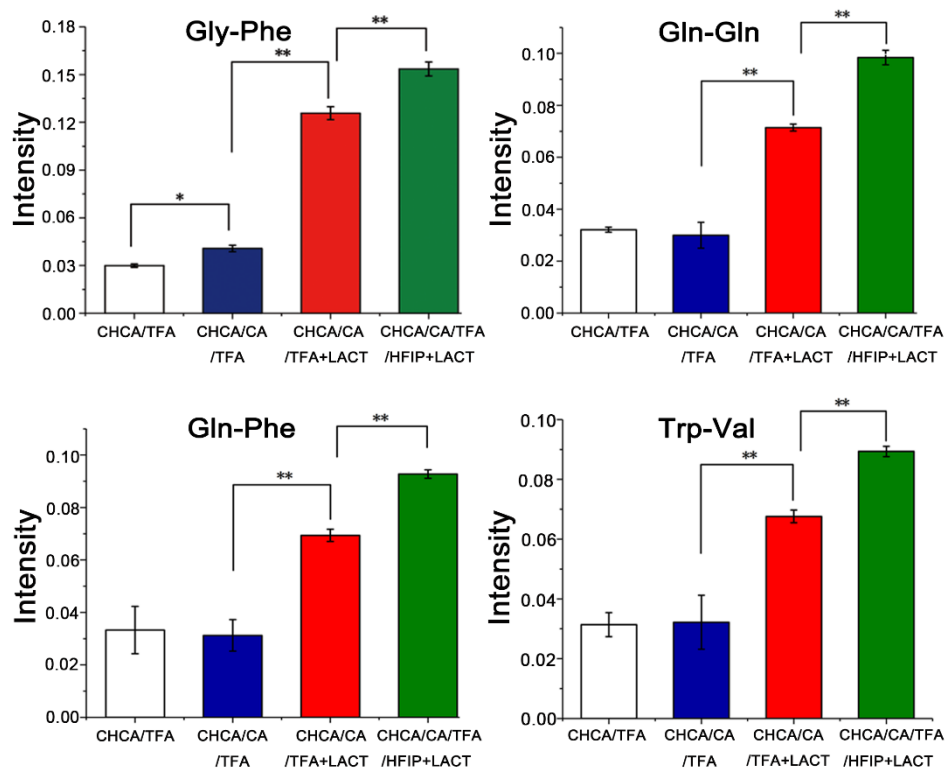 Gly-Phe
**
**
*
Intensity
0.18
0.15
0.12
0.06
0.03
0.00
CHCA/TFA
CHCA/CA
/TFA
CHCA/CA
/TFA+LACT
CHCA/CA/TFA
/HFIP+LACT
Gln-Gln
**
**
Intensity
0.10
0.08
0.06
0.04
0.02
0.00
CHCA/TFA
CHCA/CA
/TFA
CHCA/CA
/TFA+LACT
CHCA/CA/TFA
/HFIP+LACT
Gln-Phe
**
**
Intensity
0.10
0.08
0.06
0.04
0.02
0.00
CHCA/TFA
CHCA/CA
/TFA
CHCA/CA
/TFA+LACT
CHCA/CA/TFA
/HFIP+LACT
Trp-Val
**
**
Intensity
0.10
0.08
0.06
0.04
0.02
0.00
CHCA/TFA
CHCA/CA
/TFA
CHCA/CA
/TFA+LACT
CHCA/CA/TFA
/HFIP+LACT